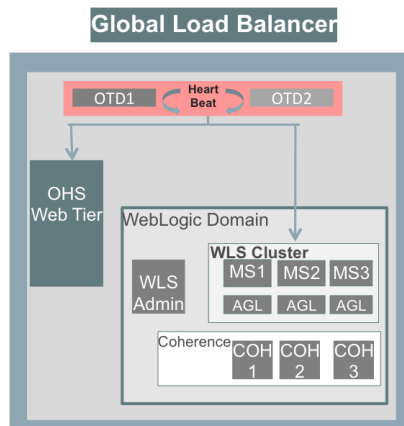 Global Load Balancer
OTD1
Heart
Beat
OTD2
OHS
Web Tier
WebLogic Domain
WLS Cluster
MS1 MS2 MS3
WLS
Admin
AGL AGL AGL
Coherence
COH
1
COH
2
COH
3